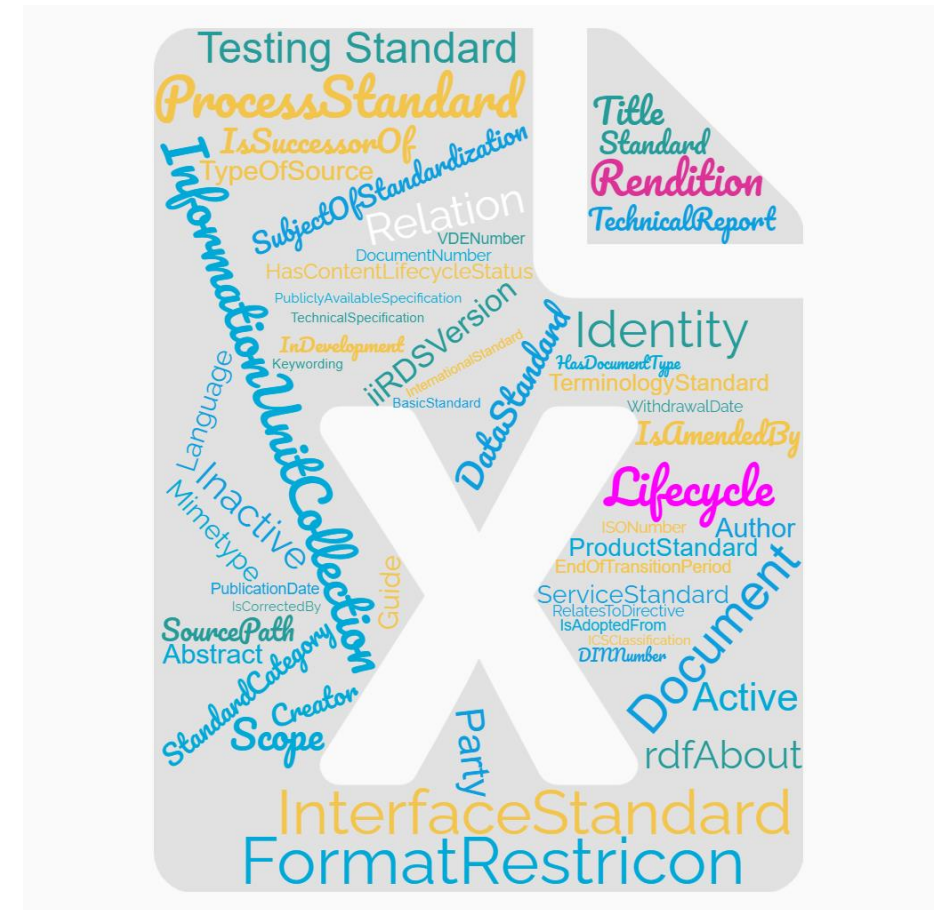 Testing Standard
ProcessStandard
IsSuccessorOf
TypeOfSource
SubjectOfStandardization
Relation
VDENumber
DocumentNumber
HasContentLifecycleStatus
PubliclyAvailableSpecification
TechnicalSpecification
InDevelopment
Keywording
iiRDSVersion
InternationalStandard
BasicStandard
DataStandard
InformationUnitCollection
Language
Inactive
Mimetype
PublicationDate
IsCorrectedBy
Guide
SourcePath
Abstract
StandardCategory
Creator
Scope
Title
Standard
Rendition
TechnicalReport
Identity
HasDocumentType
TerminologyStandard
WithdrawalDate
IsAmendedBy
Lifecycle
ISONumber
Author
ProductStandard
EndOfTransitionPeriod
ServiceStandard
RelatesToDirective
IsAdoptedFrom
ICSClassification
DINNumber
Document
Active
rdfAbout
Party
InterfaceStandard
FormatRestricon
X